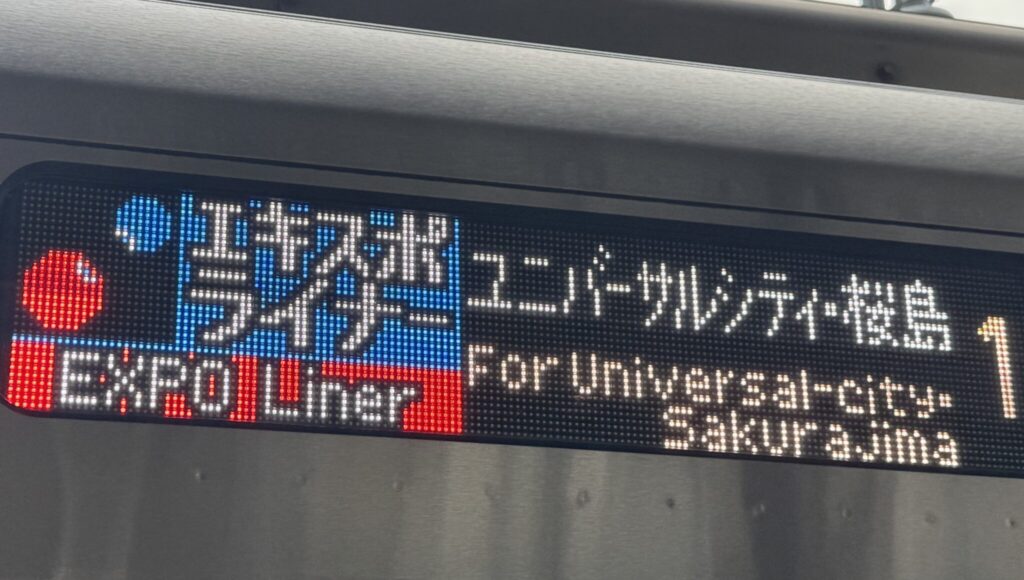 エキスポ
ライナー
EXPO Liner
ユニバーサルシティ・桜島
For Universal-city·
Sakurajima
1